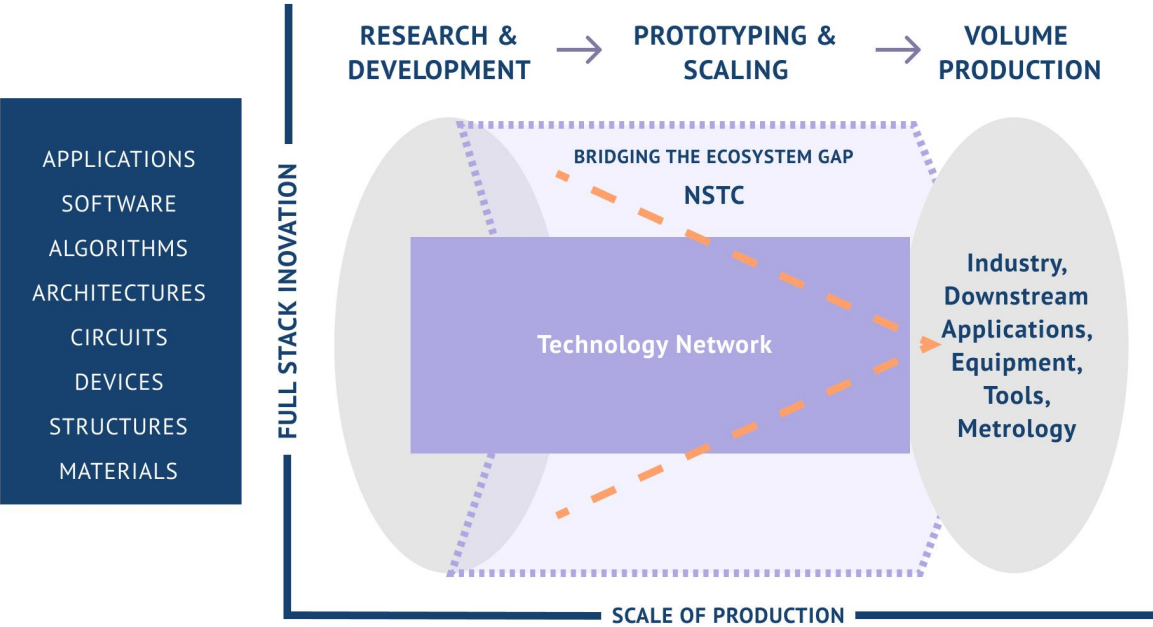 RESEARCH &
DEVELOPMENT
PROTOTYPING &
SCALING
VOLUME
PRODUCTION
APPLICATIONS
SOFTWARE
ALGORITHMS
ARCHITECTURES
CIRCUITS
DEVICES
STRUCTURES
MATERIALS
FULL STACK INOVATION
BRIDGING THE ECOSYSTEM GAP
NSTC
Technology Network
Industry,
Downstream
Applications,
Equipment,
Tools,
Metrology
SCALE OF PRODUCTION